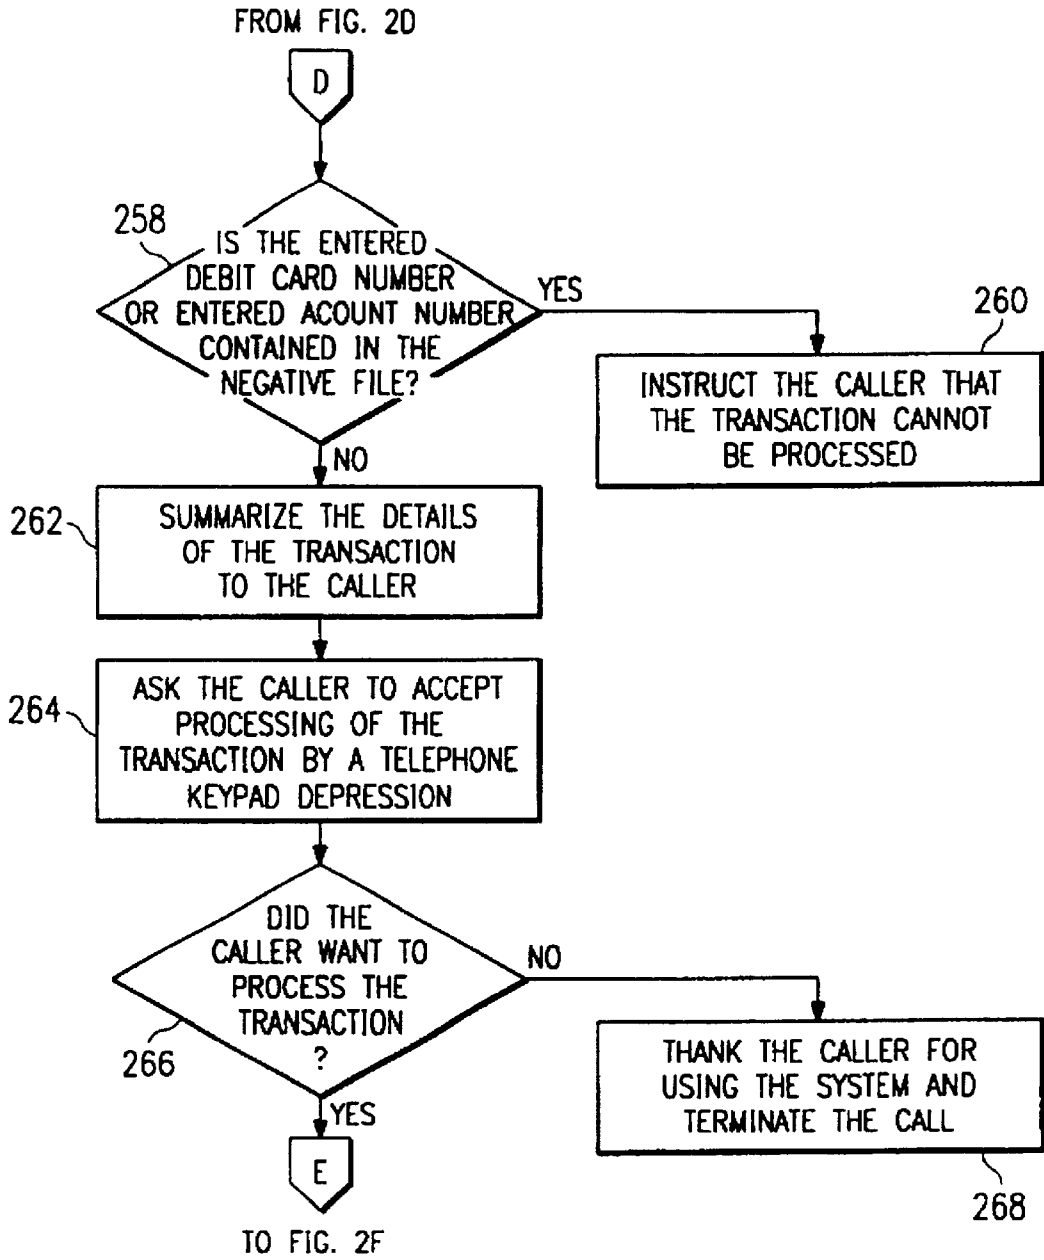 FROM FIG. 2D
D
258
IS THE ENTERED
DEBIT CARD NUMBER
OR ENTERED ACOUNT NUMBER
CONTAINED IN THE
NEGATIVE FILE?
YES
260
INSTRUCT THE CALLER THAT
THE TRANSACTION CANNOT
BE PROCESSED
NO
262
SUMMARIZE THE DETAILS
OF THE TRANSACTION
TO THE CALLER
264
ASK THE CALLER TO ACCEPT
PROCESSING OF THE
TRANSACTION BY A TELEPHONE
KEYPAD DEPRESSION
DID THE
CALLER WANT TO
PROCESS THE
TRANSACTION
?
266
NO
THANK THE CALLER FOR
USING THE SYSTEM AND
TERMINATE THE CALL
268
YES
E
TO FIG. 2F